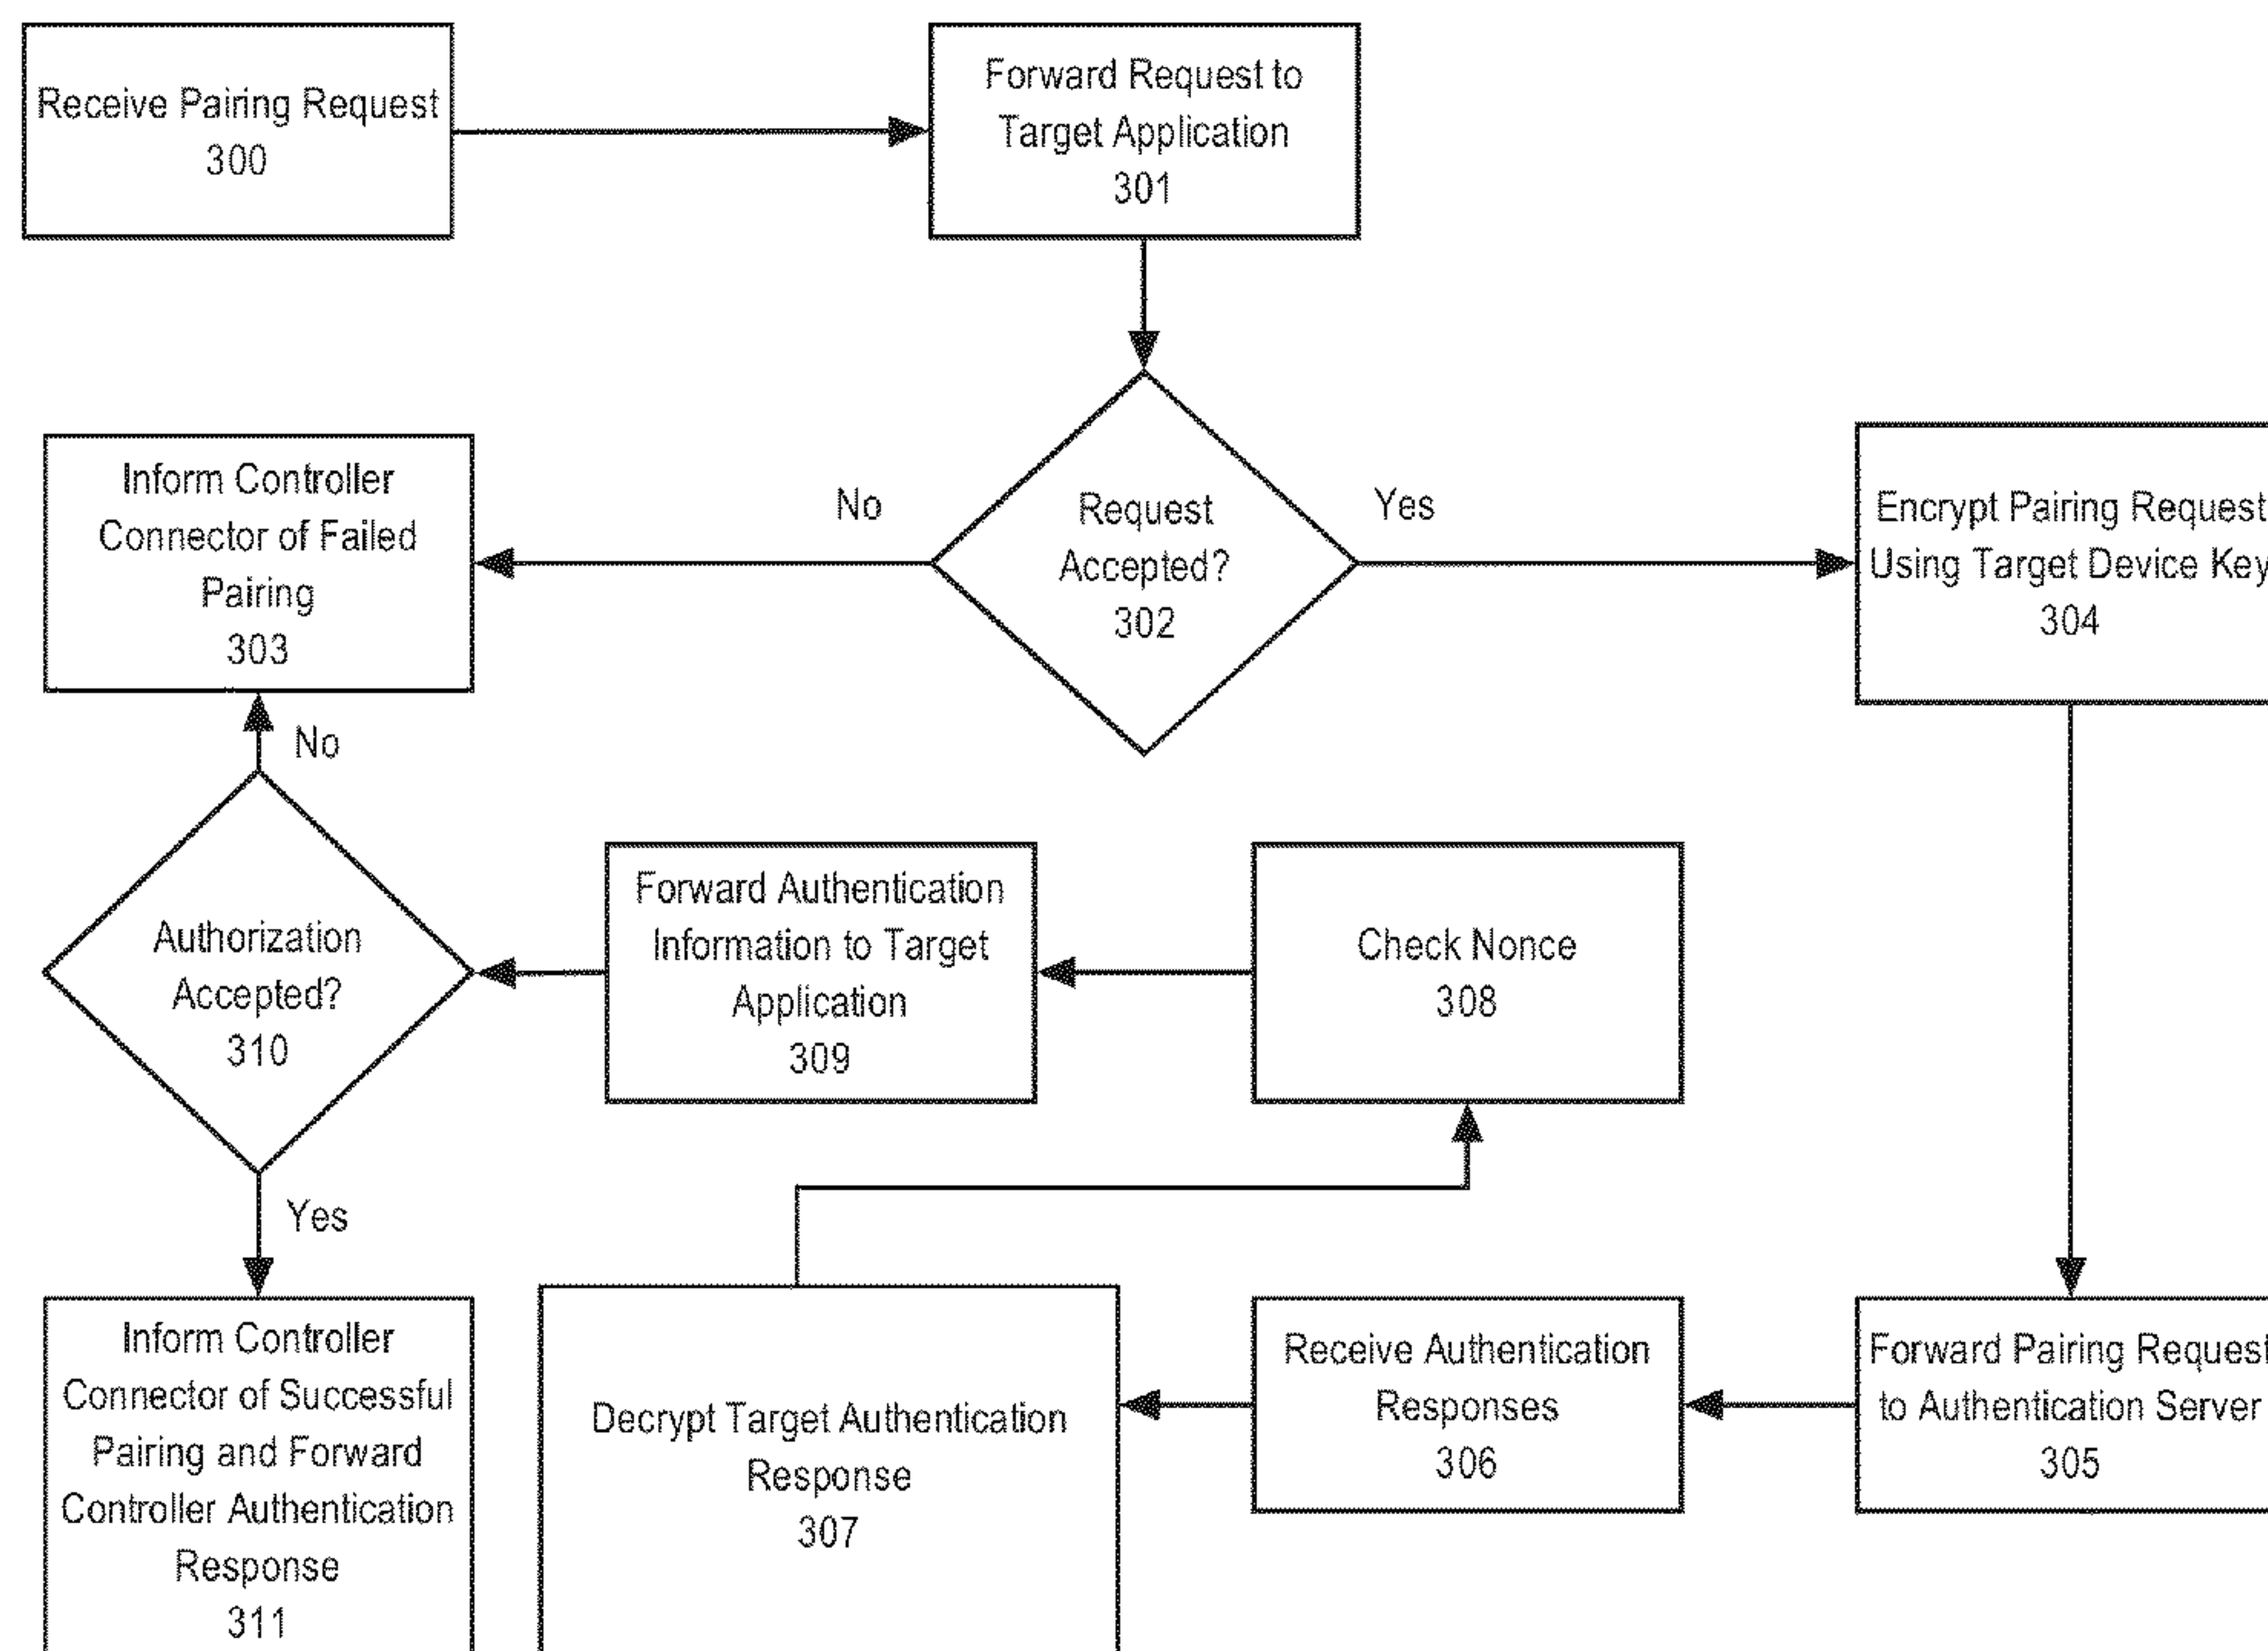 Receive Pairing Request
300
Forward Request to
Target Application
301
Request
Accepted?
302
No
Yes
Inform Controller
Connector of Failed
Pairing
303
Encrypt Pairing Request
Using Target Device Key
304
No
Authorization
Accepted?
310
Yes
Forward Authentication
Information to Target
Application
309
Check Nonce
308
Inform Controller
Connector of Successful
Pairing and Forward
Controller Authentication
Response
311
Decrypt Target Authentication
Response
307
Receive Authentication
Responses
306
Forward Pairing Request
to Authentication Server
305